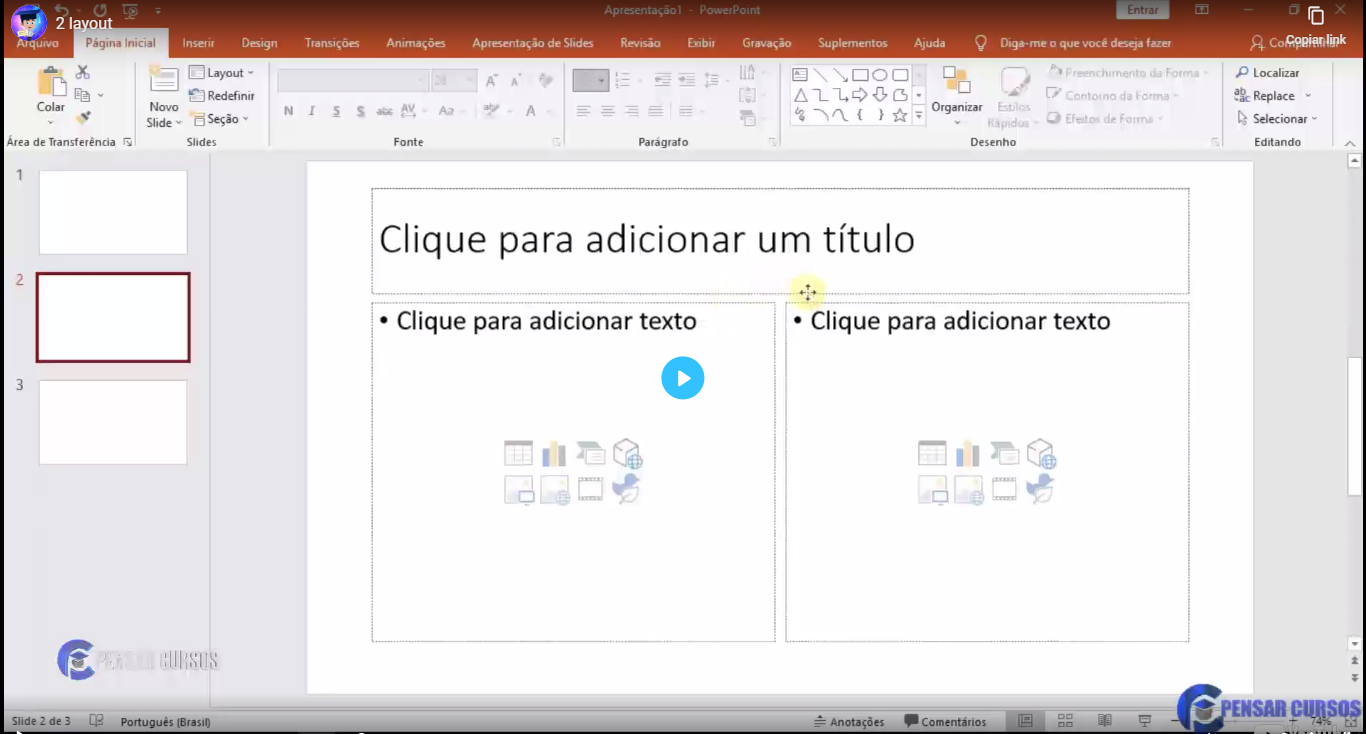 2 layout
Apresentação1 - PowerPoint
Entrar
Copiar link
Arquivo Página Inicial Inserir Design Transições Animações Apresentação de Slides Revisão Exibir Gravação Suplementos Ajuda Diga-me o que você deseja fazer
Colar
Novo
Slide
Layout
Redefinir
Seção
N I S S abc AV Aa A
Organizar
Estilos
Rápidos
Preenchimento da Forma
Contorno da Forma
Efeitos de Forma
Localizar
Replace
Selecionar
Área de Transferência Slides Fonte Parágrafo Desenho Editando
1
2
3
Clique para adicionar um título
• Clique para adicionar texto
• Clique para adicionar texto
PENSAR CURSOS
PENSAR CURSOS
Slide 2 de 3 Português (Brasil) Anotações Comentários 74%